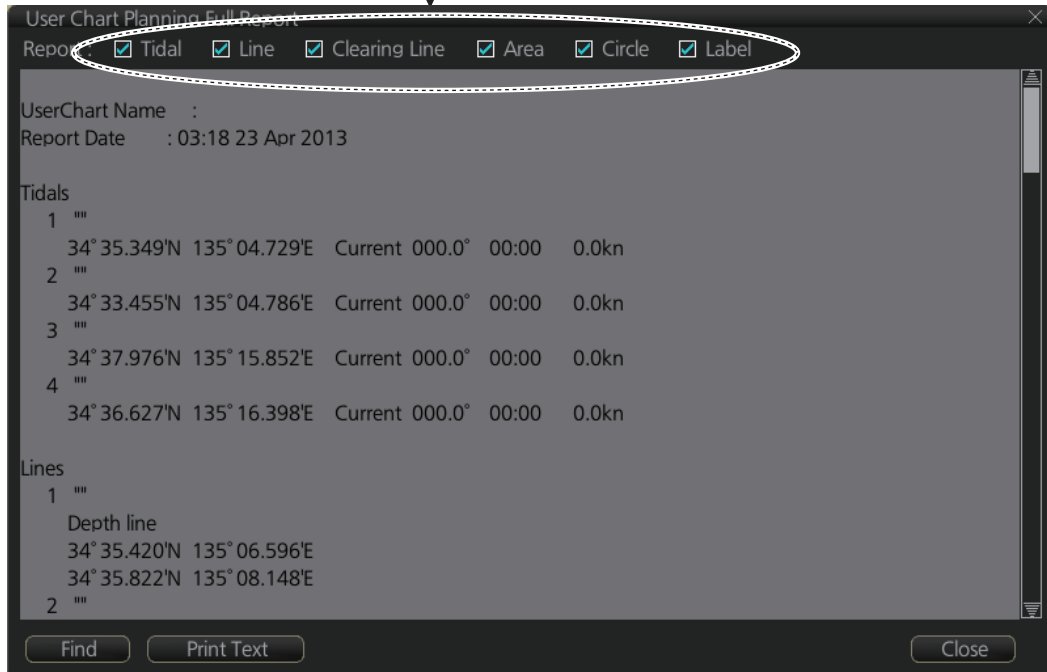 User Chart Planning Full Report
Report : Tidal Line Clearing Line Area Circle Label
UserChart Name :
Report Date : 03:18 23 Apr 2013
Tidals
1 ""
34°35.349'N 135°04.729'E Current 000.0° 00:00 0.0kn
2 ""
34°33.455'N 135°04.786'E Current 000.0° 00:00 0.0kn
3 ""
34°37.976'N 135°15.852'E Current 000.0° 00:00 0.0kn
4 ""
34°36.627'N 135°16.398'E Current 000.0° 00:00 0.0kn
Lines
1 ""
Depth line
34°35.420'N 135°06.596'E
34°35.822'N 135°08.148'E
2 ""
Find Print Text Close